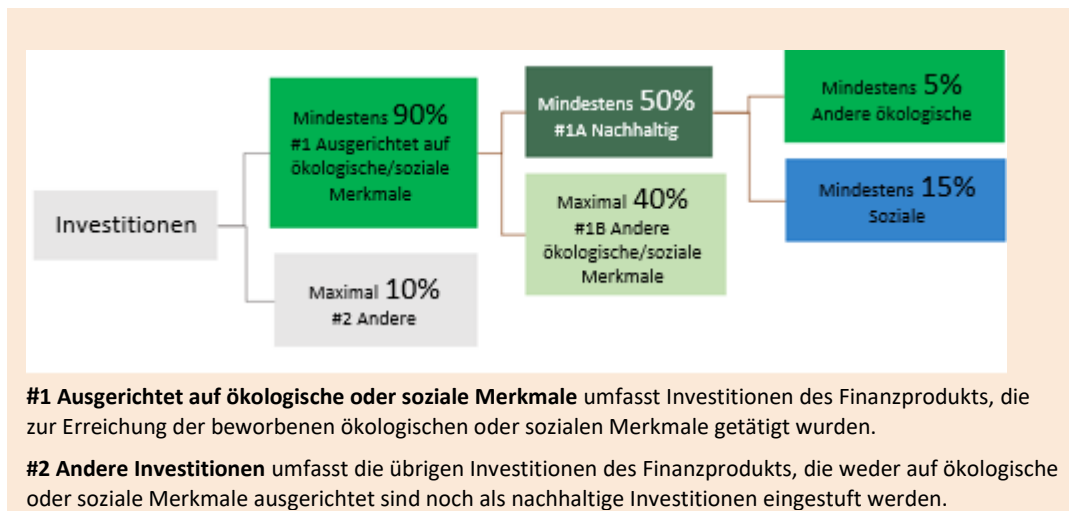 Investitionen
Mindestens 90%
#1 Ausgerichtet auf
ökologische/soziale
Merkmale
Maximal 10%
#2 Andere
Mindestens 50%
#1A Nachhaltig
Maximal 40%
#1B Andere
ökologische/soziale
Merkmale
Mindestens 5%
Andere ökologische
Mindestens 15%
Soziale
#1 Ausgerichtet auf ökologische oder soziale Merkmale umfasst Investitionen des Finanzprodukts, die
zur Erreichung der beworbenen ökologischen oder sozialen Merkmale getätigt wurden.
#2 Andere Investitionen umfasst die übrigen Investitionen des Finanzprodukts, die weder auf ökologische
oder soziale Merkmale ausgerichtet sind noch als nachhaltige Investitionen eingestuft werden.